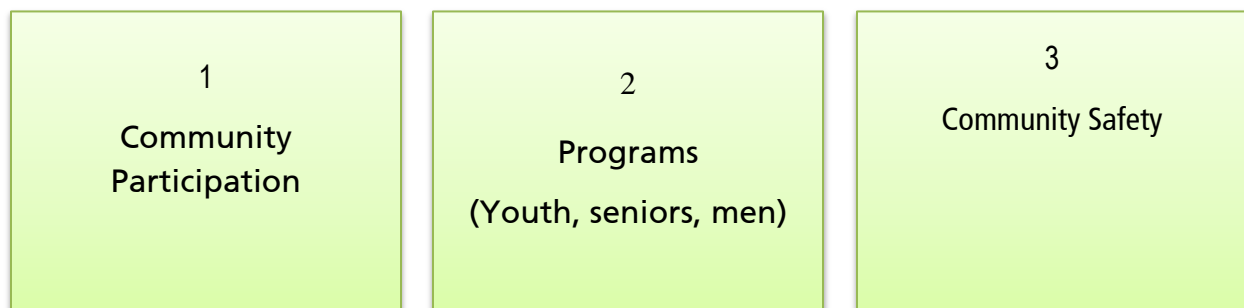 1
Community
Participation
2
Programs
(Youth, seniors, men)
3
Community Safety